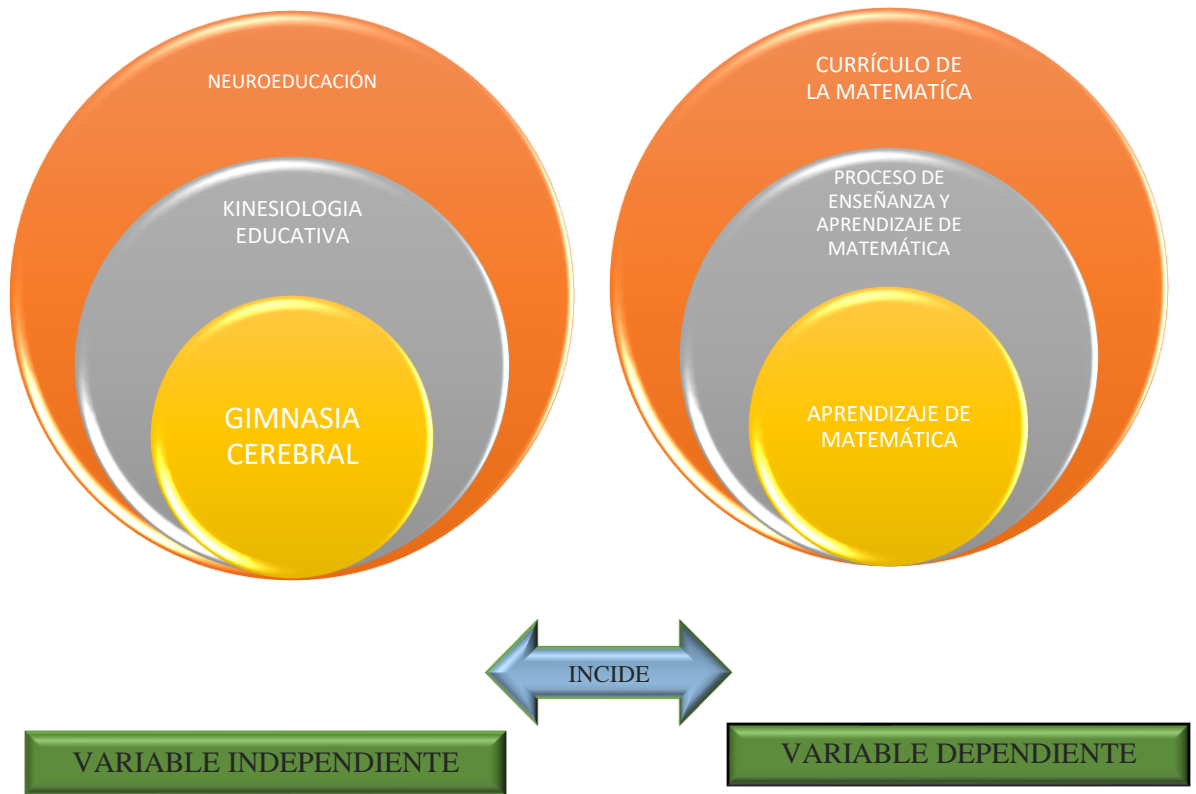 NEUROEDUCACIÓN
KINESIOLOGIA
EDUCATIVA
GIMNASIA
CEREBRAL
CURRÍCULO DE
LA MATEMATÍCA
PROCESO DE
ENSEÑANZA Y
APRENDIZAJE DE
MATEMÁTICA
APRENDIZAJE DE
MATEMÁTICA
INCIDE
VARIABLE INDEPENDIENTE
VARIABLE DEPENDIENTE